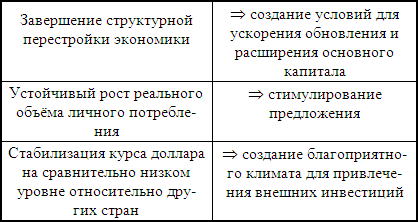 Завершение структурной
перестройки экономики
⇒ создание условий для
ускорения обновления и
расширения основного
капитала
Устойчивый рост реального
объёма личного потребле-
ния
⇒ стимулирование
предложения
Стабилизация курса доллара
на сравнительно низком
уровне относительно дру-
гих стран
⇒ создание благоприятно-
го климата для привлече-
ния внешних инвестиций